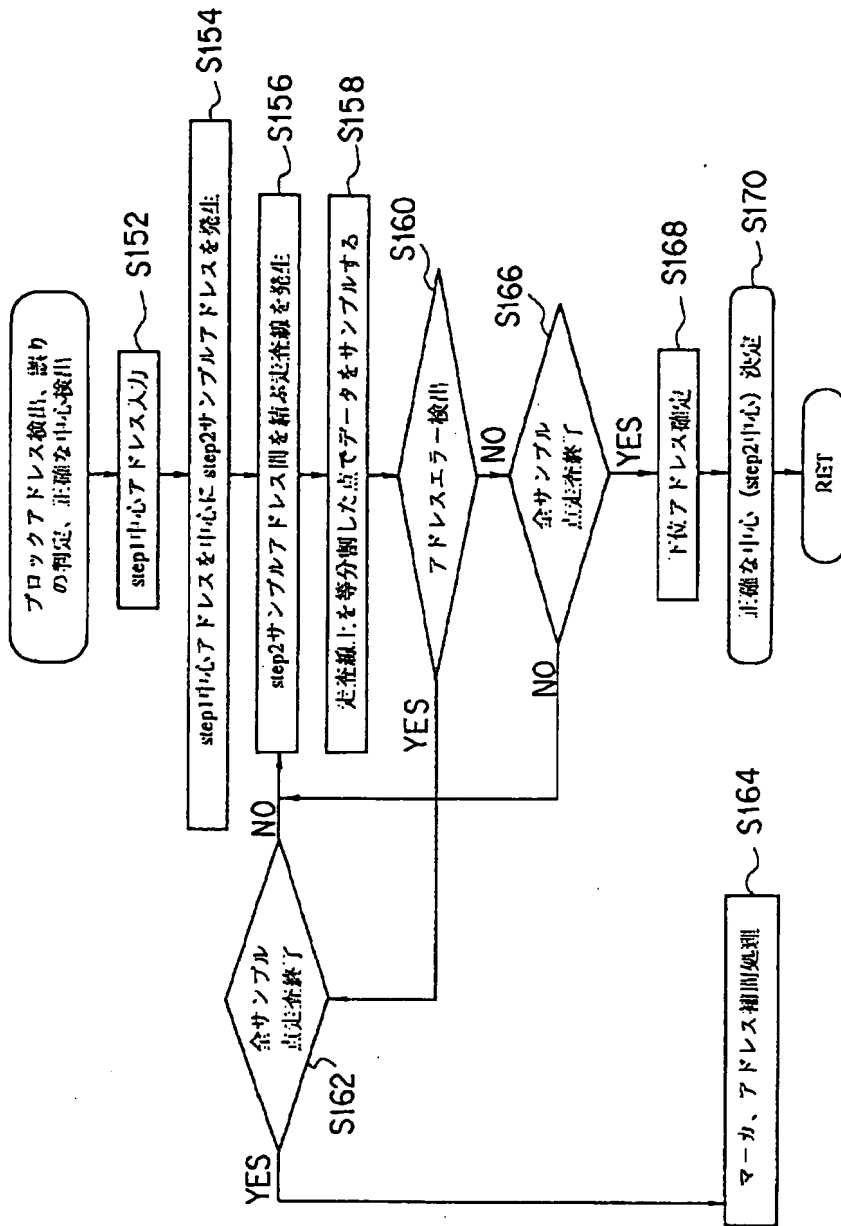 ブロックアドレス検出、誤り
の判定、正確な中心検出
step1中心アドレス入力
S152
step1中心アドレスを中心に step2サンプルアドレスを発生
S154
step2サンプルアドレス間を結ぶ走査線を発生
S156
走査線上を等分割した点でデータをサンプルする
S158
アドレスエラー検出
S160
YES
NO
全サンプル
点走査終了
S162
NO
YES
全サンプル
点走査終了
S166
NO
YES
マーカ、アドレス補間処理
S164
下位アドレス確定
S168
正確な中心(step2中心)決定
S170
RET